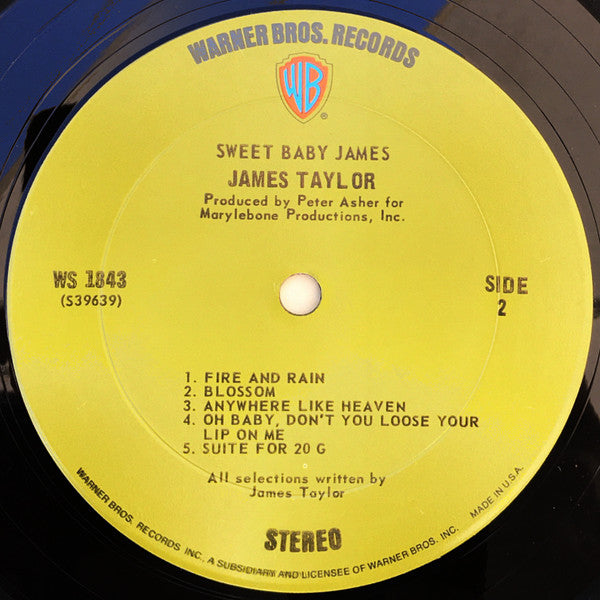 WARNER BROS. RECORDS
WB
®
SWEET BABY JAMES
JAMES TAYLOR
Produced by Peter Asher for
Marylebone Productions, Inc.
WS 1843
(S39639)
SIDE
2
1. FIRE AND RAIN
2. BLOSSOM
3. ANYWHERE LIKE HEAVEN
4. OH BABY, DON'T YOU LOOSE YOUR
LIP ON ME
5. SUITE FOR 20 G
All selections written by
James Taylor
STEREO
WARNER BROS. RECORDS INC., A SUBSIDIARY AND LICENSEE OF WARNER BROS. INC.
MADE IN U.S.A.